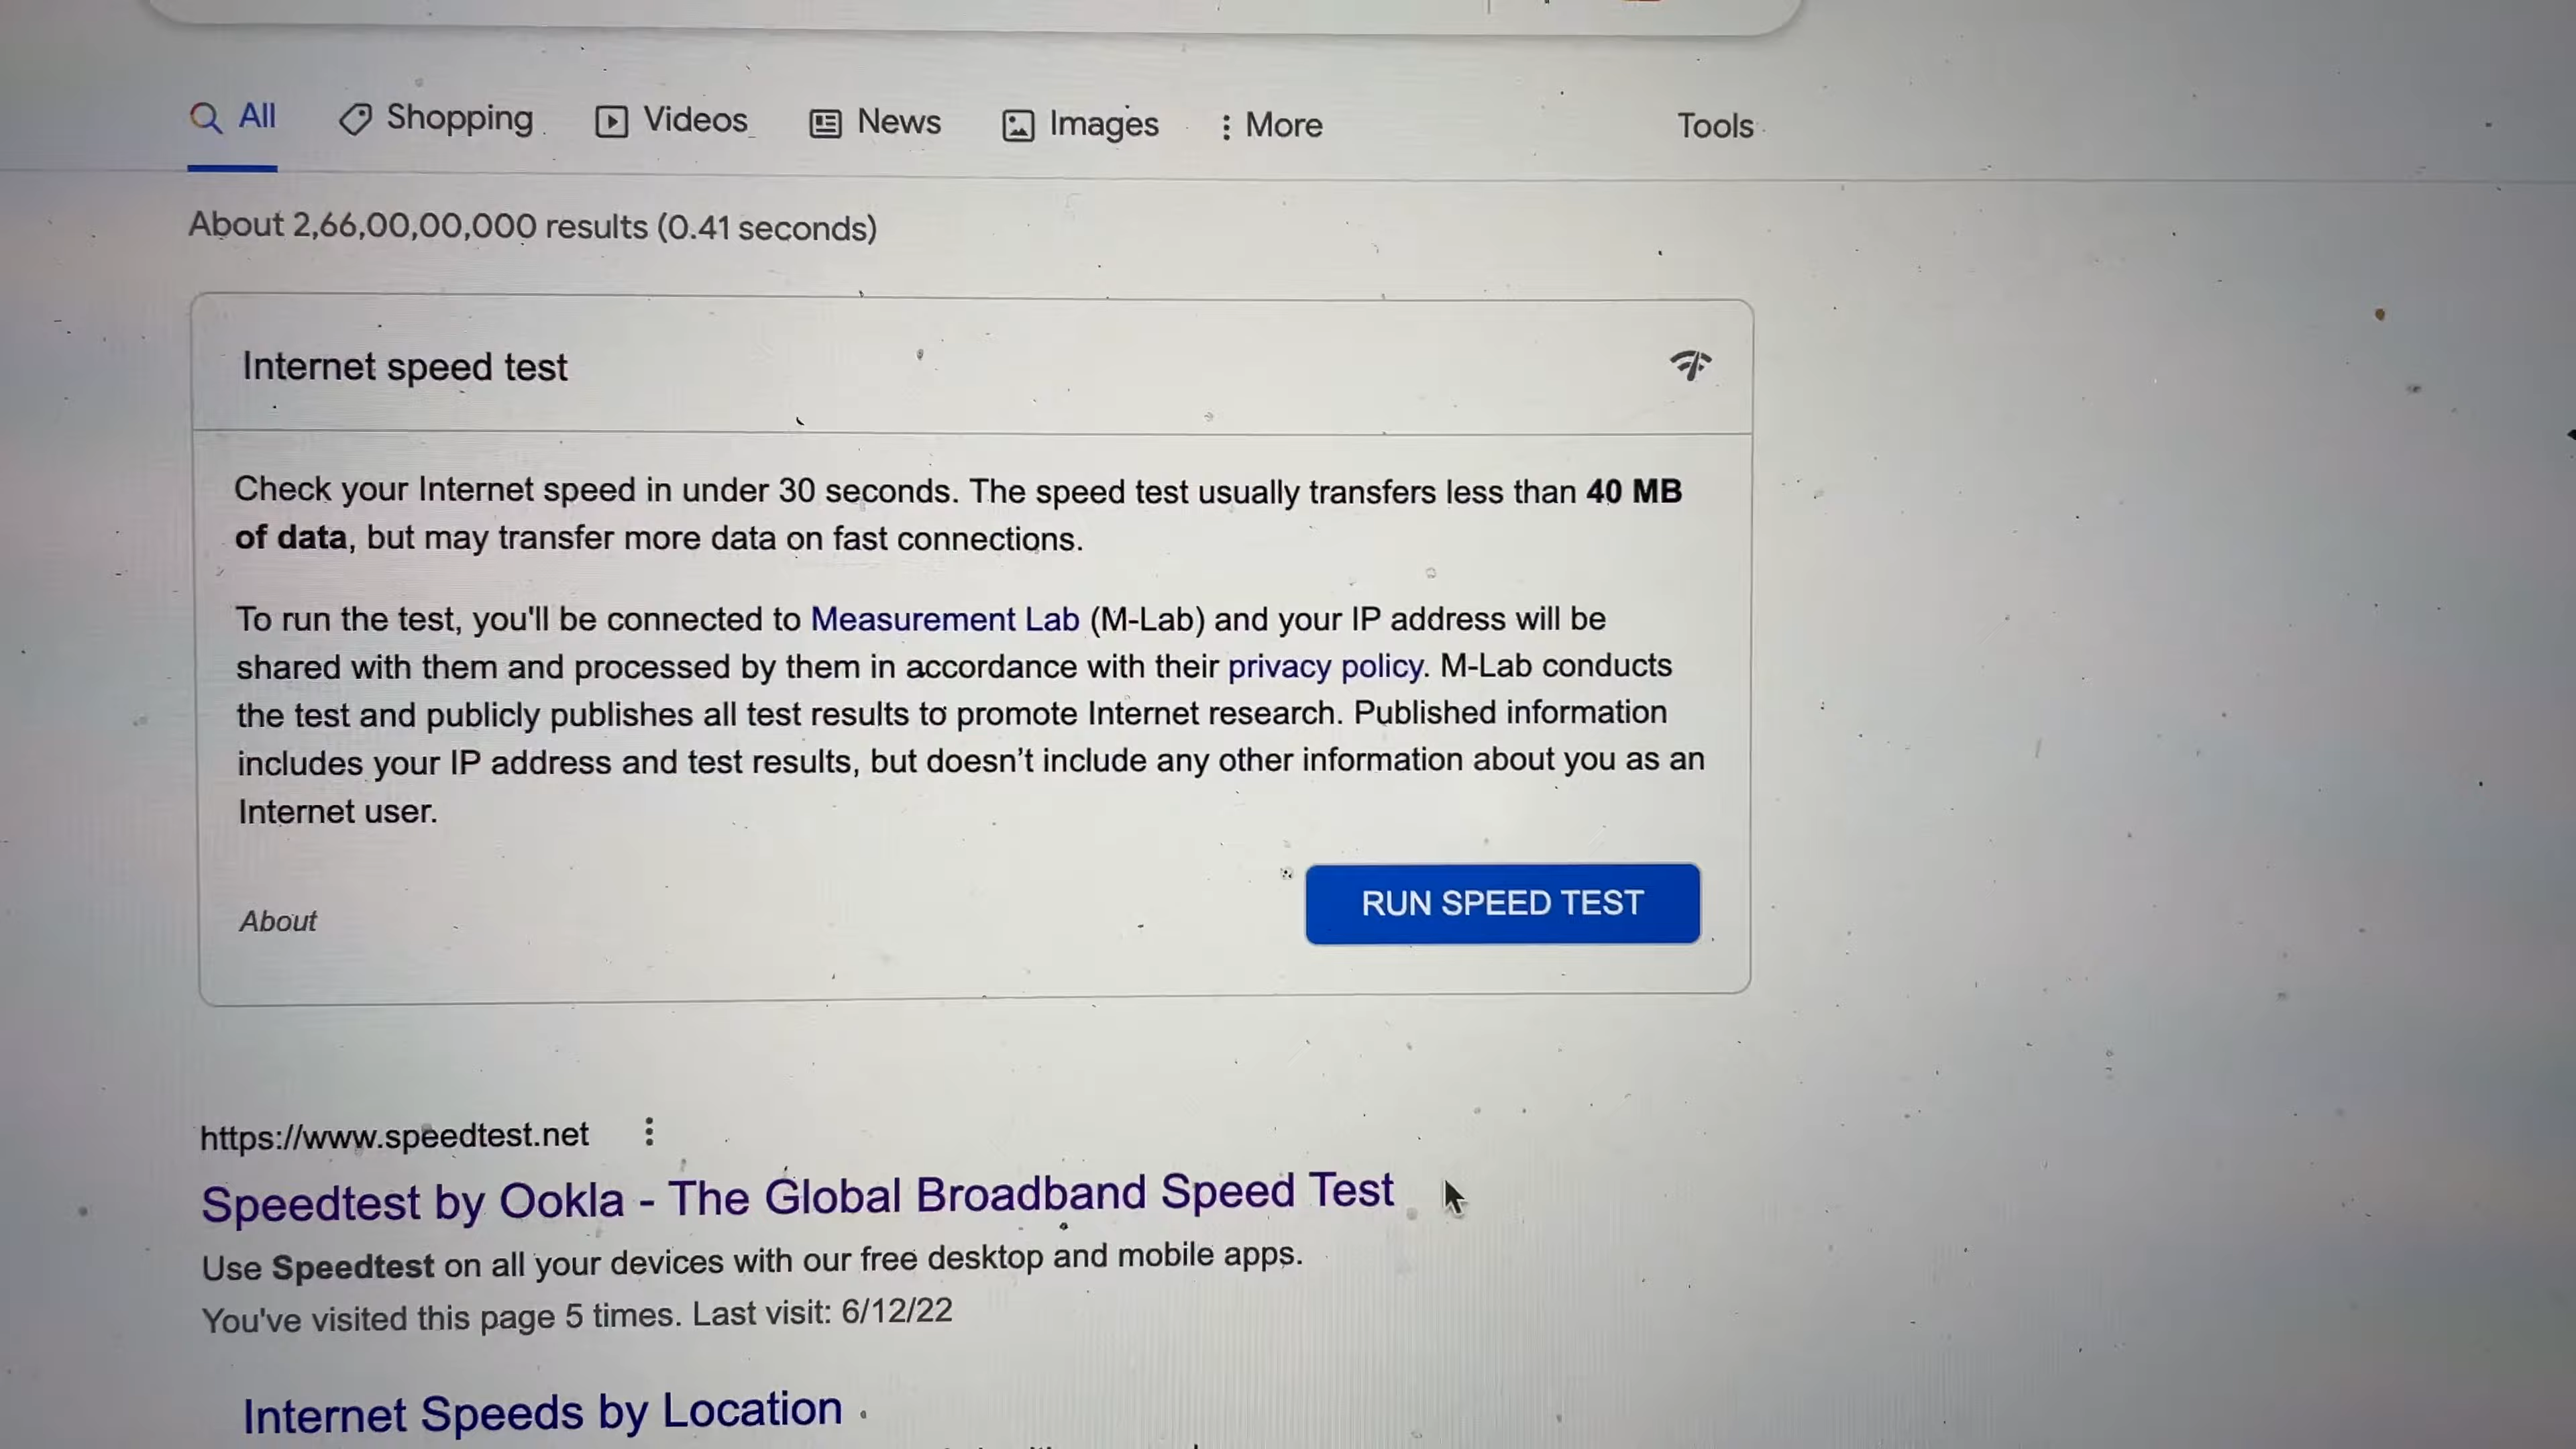 All Shopping Videos News Images More Tools
About 2,66,00,00,000 results (0.41 seconds)
Internet speed test
Check your Internet speed in under 30 seconds. The speed test usually transfers less than 40 MB
of data, but may transfer more data on fast connections.
To run the test, you'll be connected to Measurement Lab (M-Lab) and your IP address will be
shared with them and processed by them in accordance with their privacy policy. M-Lab conducts
the test and publicly publishes all test results to promote Internet research. Published information
includes your IP address and test results, but doesn’t include any other information about you as an
Internet user.
About
RUN SPEED TEST
https://www.speedtest.net
Speedtest by Ookla - The Global Broadband Speed Test
Use Speedtest on all your devices with our free desktop and mobile apps.
You've visited this page 5 times. Last visit: 6/12/22
Internet Speeds by Location